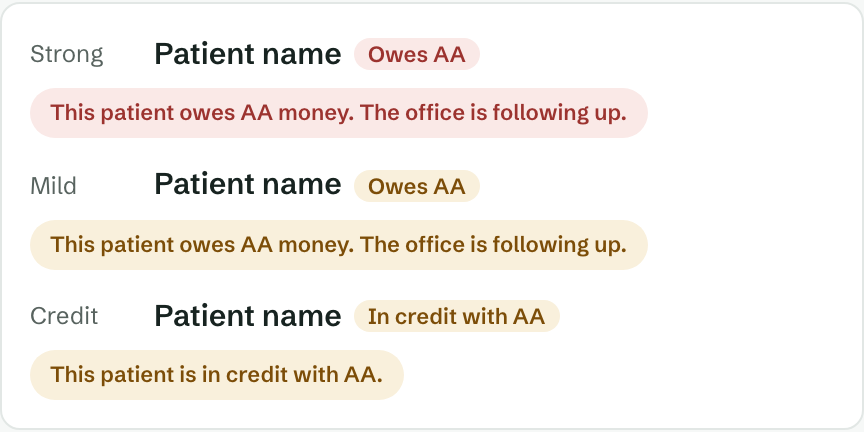 Strong Patient name Owes AA
This patient owes AA money. The office is following up.
Mild Patient name Owes AA
This patient owes AA money. The office is following up.
Credit Patient name In credit with AA
This patient is in credit with AA.